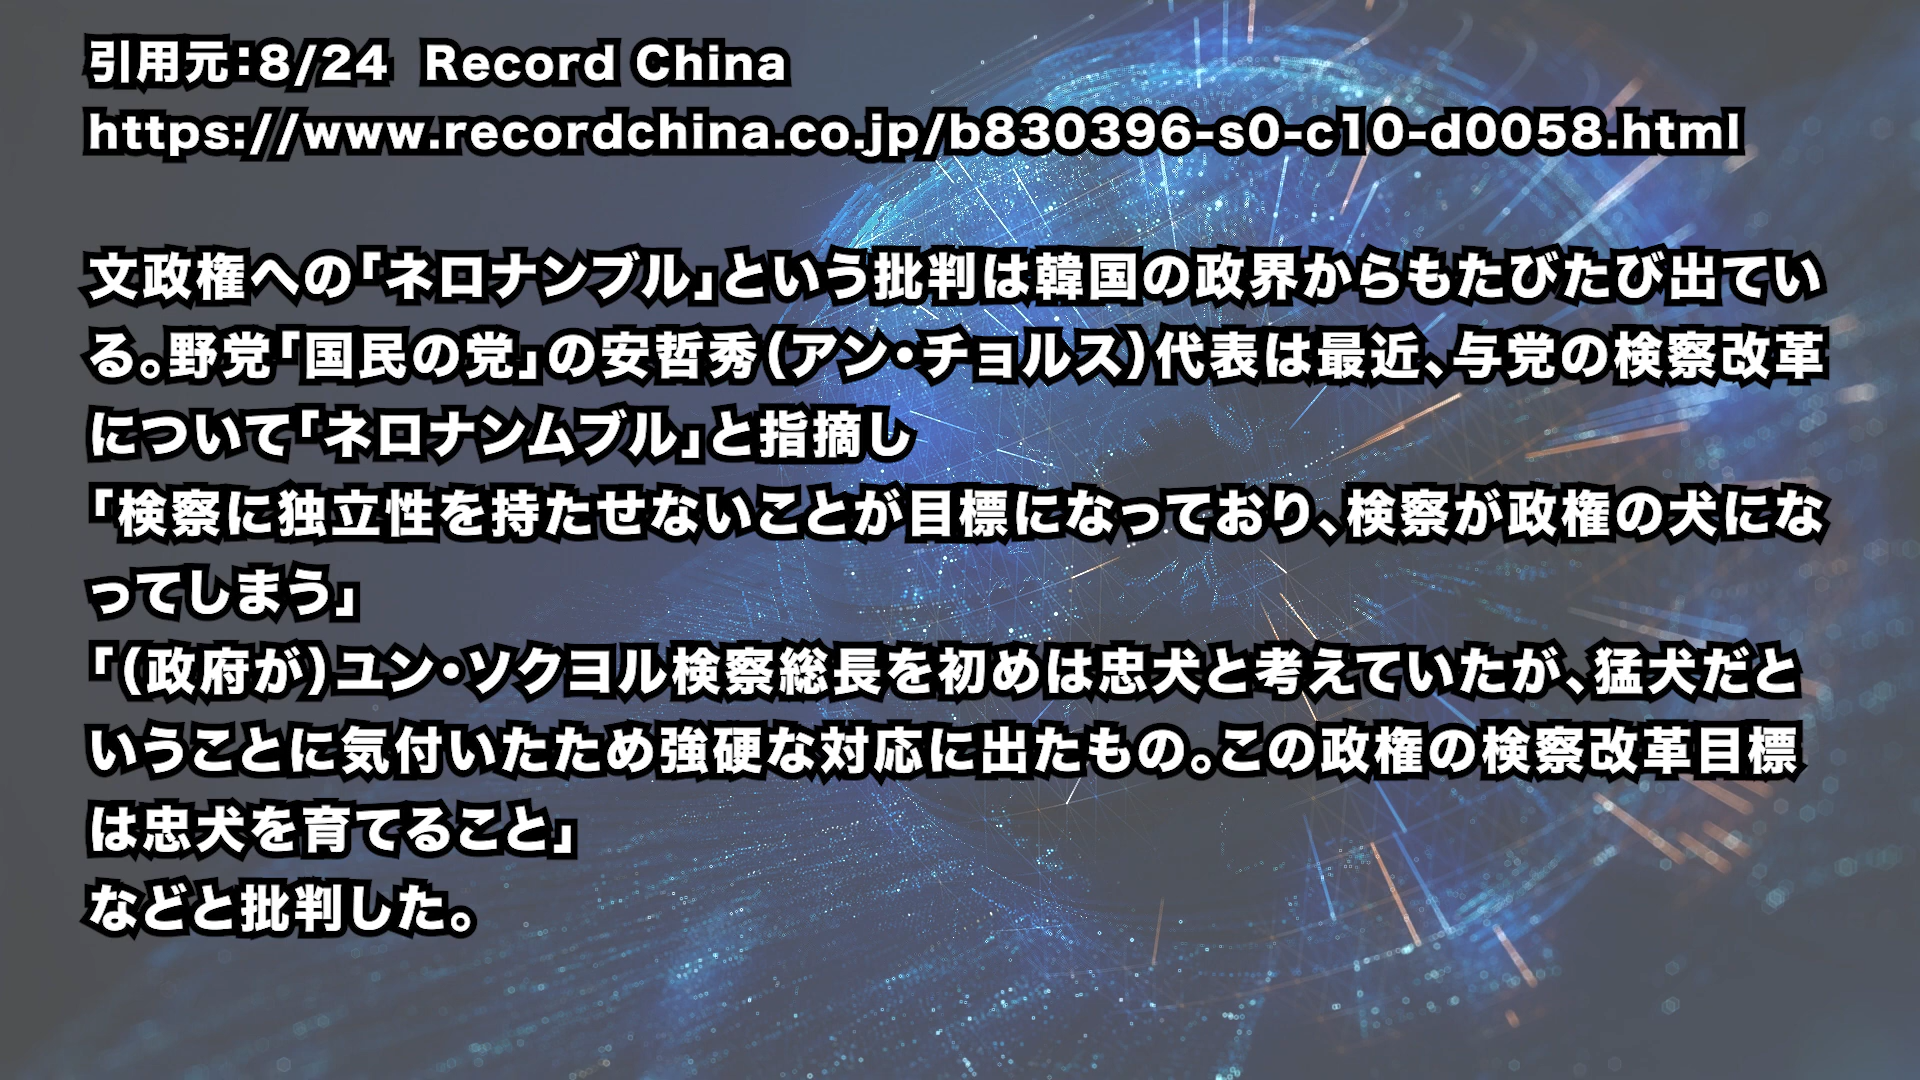 引用元：8/24 Record China
https://www.recordchina.co.jp/b830396-s0-c10-d0058.html
文政権への「ネロナンブル」という批判は韓国の政界からもたびたび出てい
る。野党「国民の党」の安哲秀（アン・チョルス）代表は最近、与党の検察改革
について「ネロナンムブル」と指摘し
「検察に独立性を持たせないことが目標になっており、検察が政権の犬にな
ってしまう」
「（政府が）ユン・ソクヨル検察総長を初めは忠犬と考えていたが、猛犬だと
いうことに気付いたため強硬な対応に出たもの。この政権の検察改革目標
は忠犬を育てること」
などと批判した。